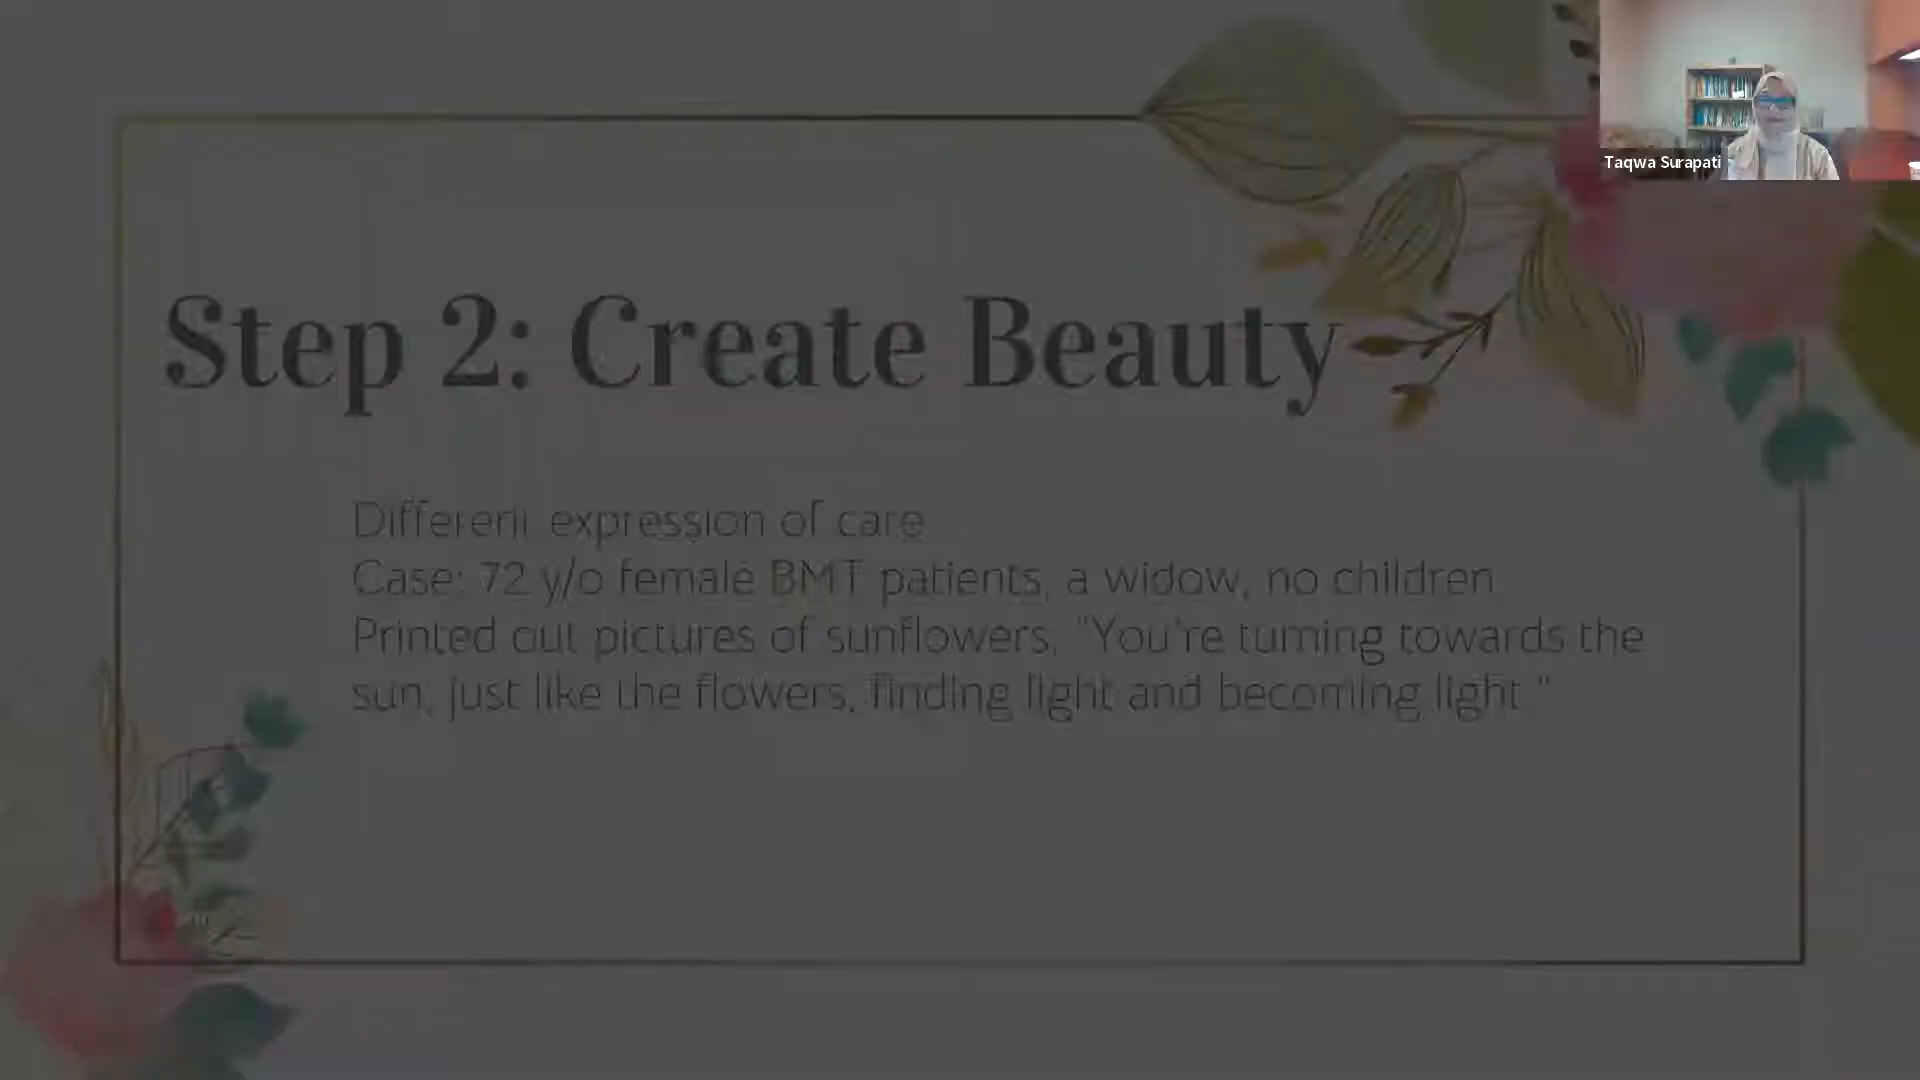 Taqwa Surapati
Step 2: Create Beauty
Different expression of care
Case: 72 y/o female BMT patients, a widow, no children
Printed out pictures of sunflowers, "You're turning towards the
sun, just like the flowers, finding light and becoming light."